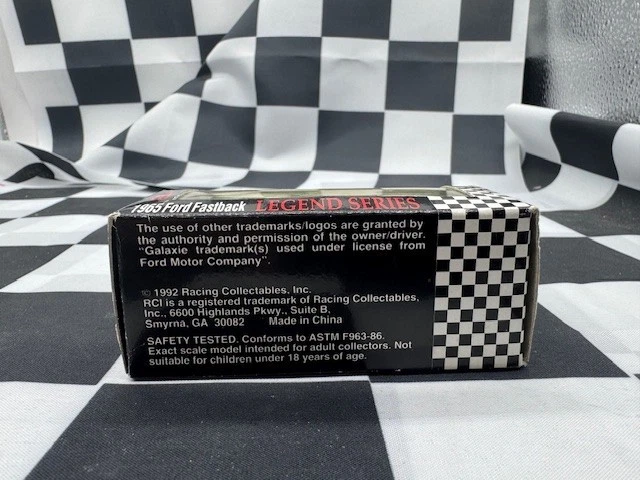 1965 Ford Fastback LEGEND SERIES
The use of other trademarks/logos are granted by
the authority and permission of the owner/driver.
"Galaxie trademark(s) used under license from
Ford Motor Company".
© 1992 Racing Collectables, Inc.
RCI is a registered trademark of Racing Collectables,
Inc., 6600 Highlands Pkwy., Suite B.
Smyrna, GA 30082 Made in China
SAFETY TESTED. Conforms to ASTM F963-86.
Exact scale model intended for adult collectors. Not
suitable for children under 18 years of age.